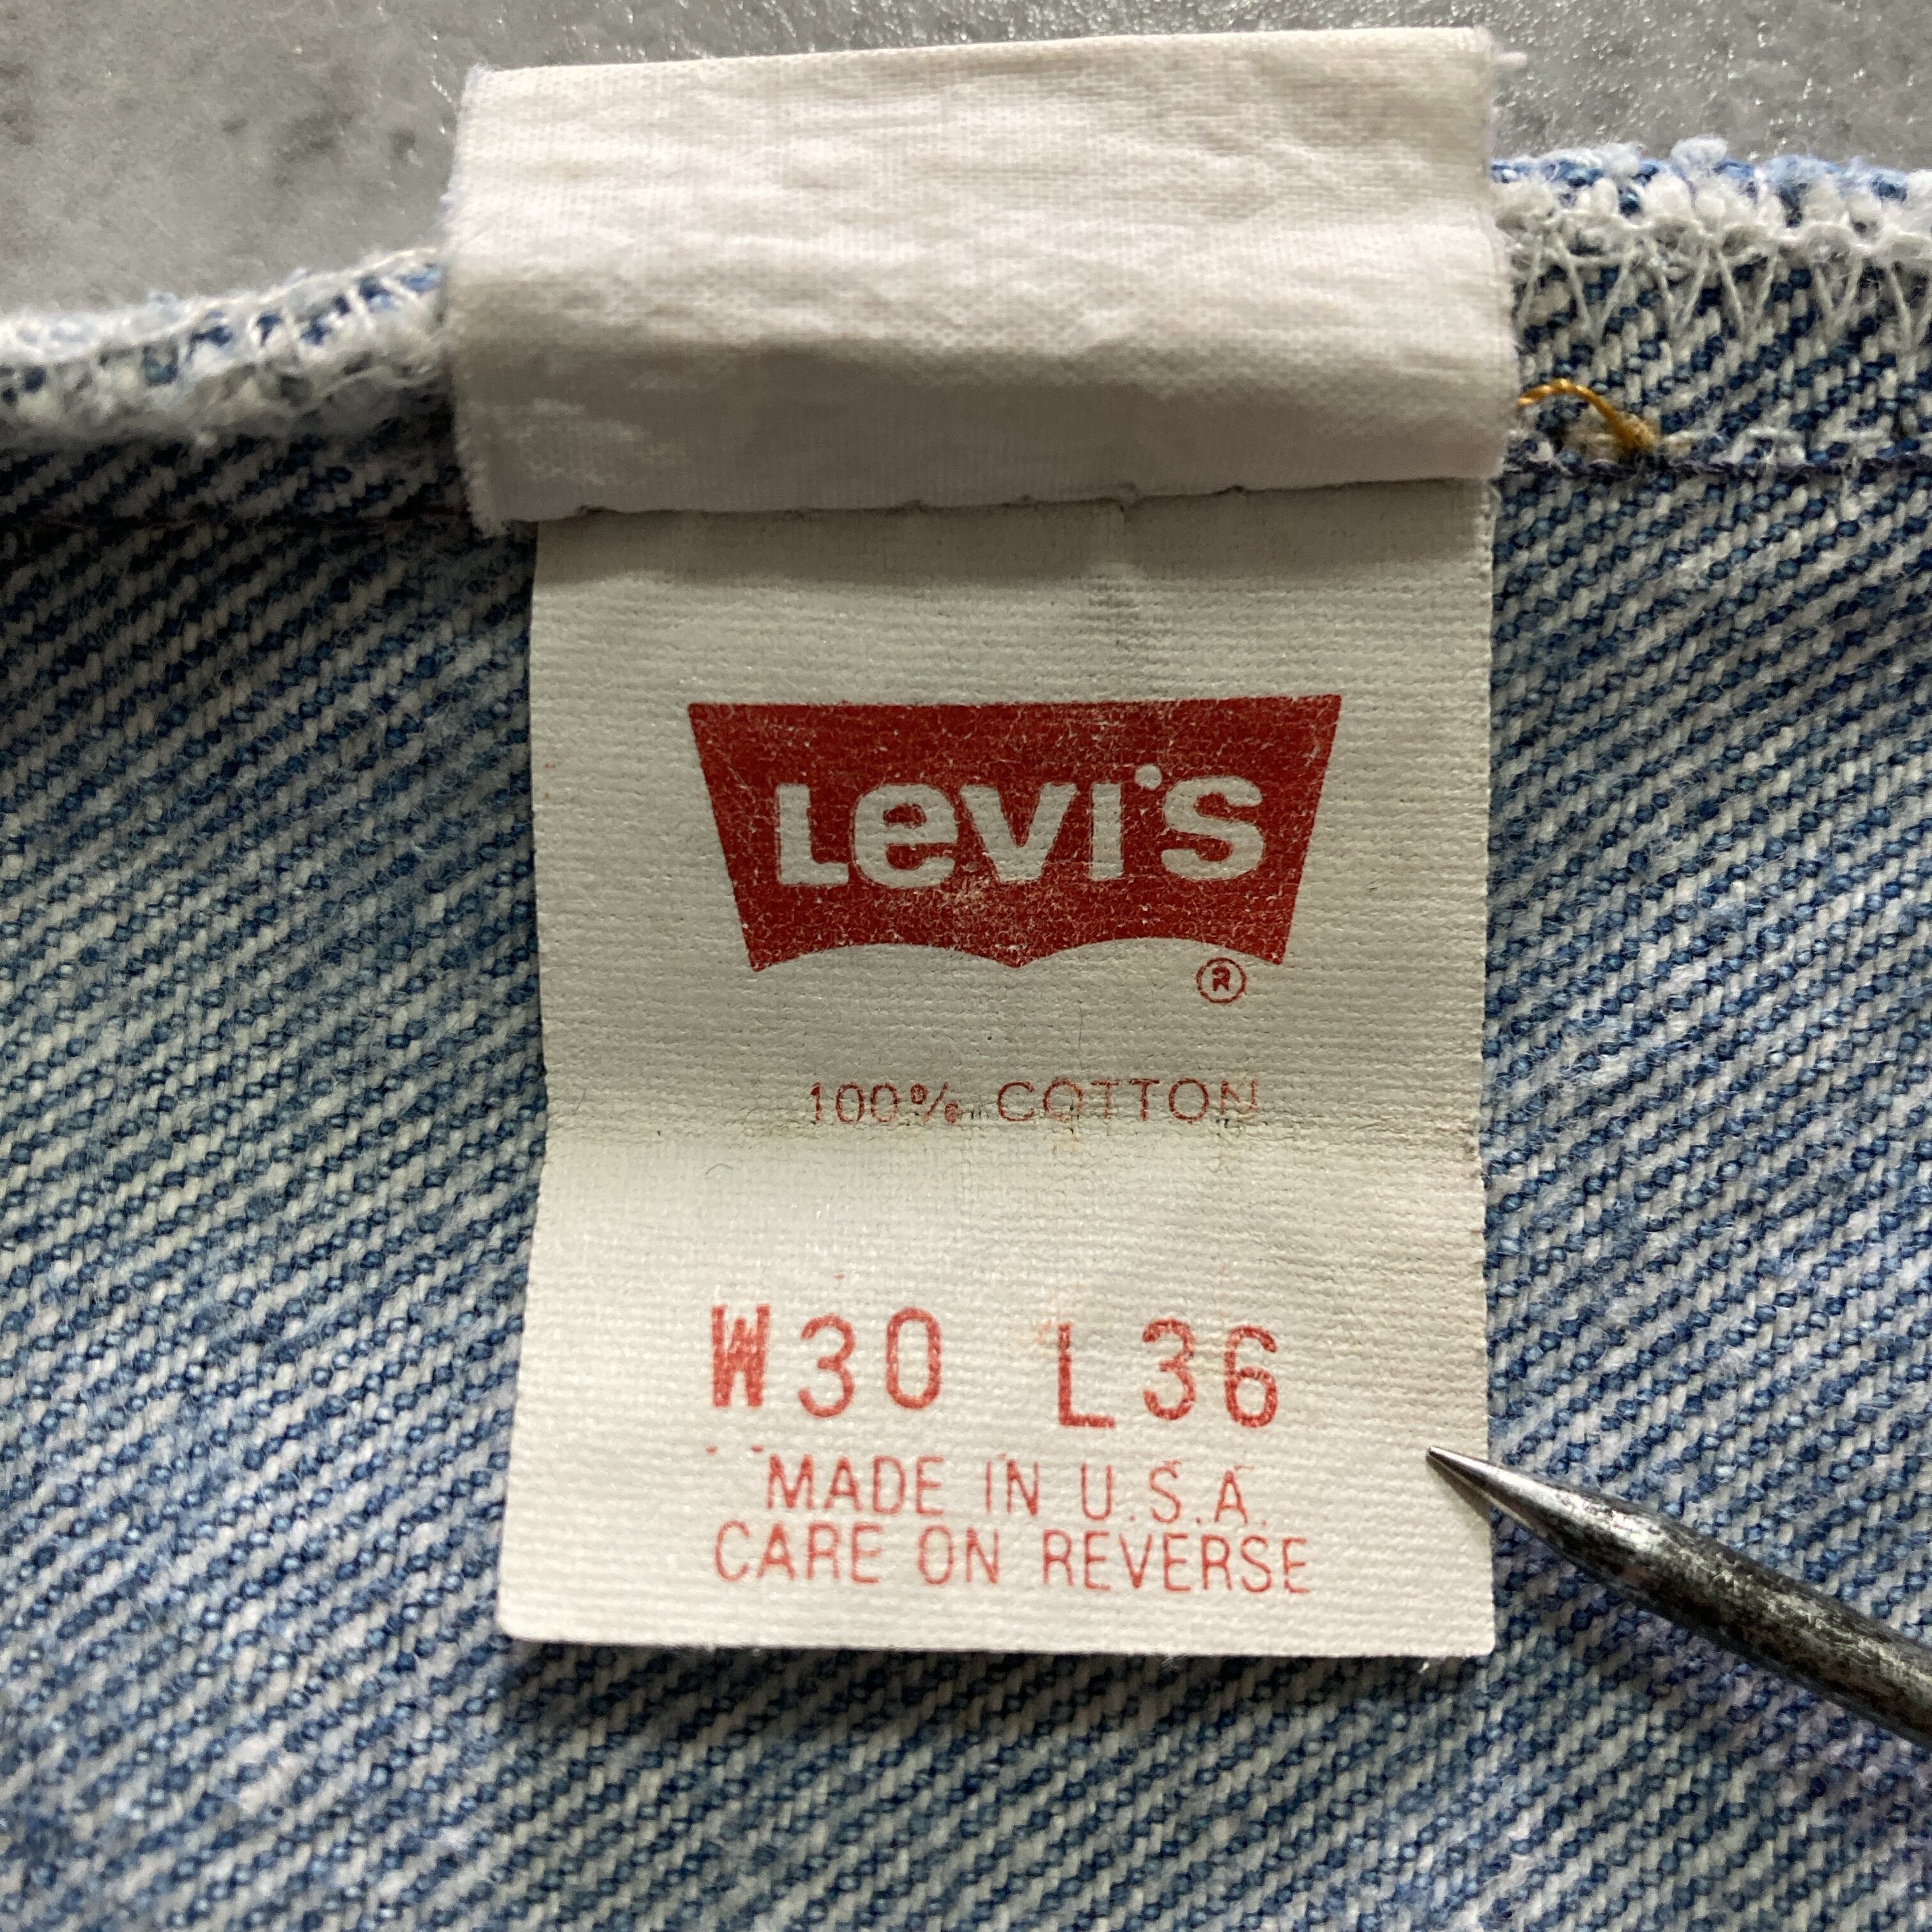 Levi's
®
100% COTTON
W30 L36
MADE IN U.S.A.
CARE ON REVERSE